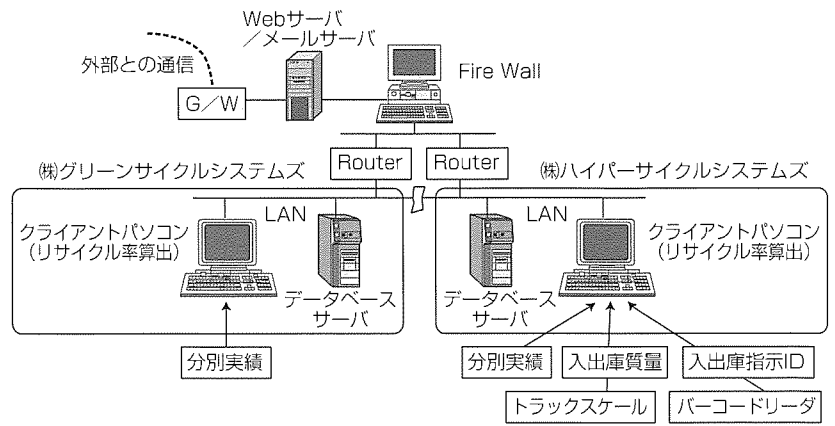 Webサーバ
／メールサーバ
外部との通信
Fire Wall
G／W
㈱グリーンサイクルシステムズ
Router
Router
㈱ハイパーサイクルシステムズ
LAN
クライアントパソコン
（リサイクル率算出）
データベース
サーバ
LAN
クライアントパソコン
（リサイクル率算出）
データベース
サーバ
分別実績
分別実績
入出庫質量
入出庫指示ID
トラックスケール
バーコードリーダ